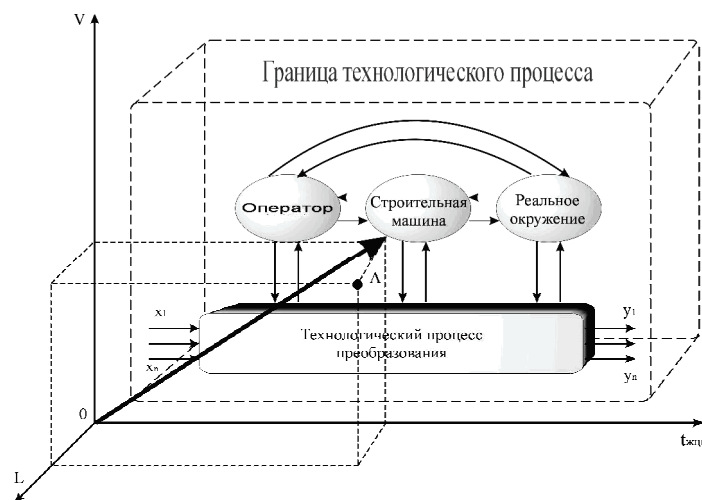 V
Граница технологического процесса
Оператор
Строительная
машина
Реальное
окружение
А
x1
xn
Технологический процесс
преобразования
y1
yn
0
tжц
L